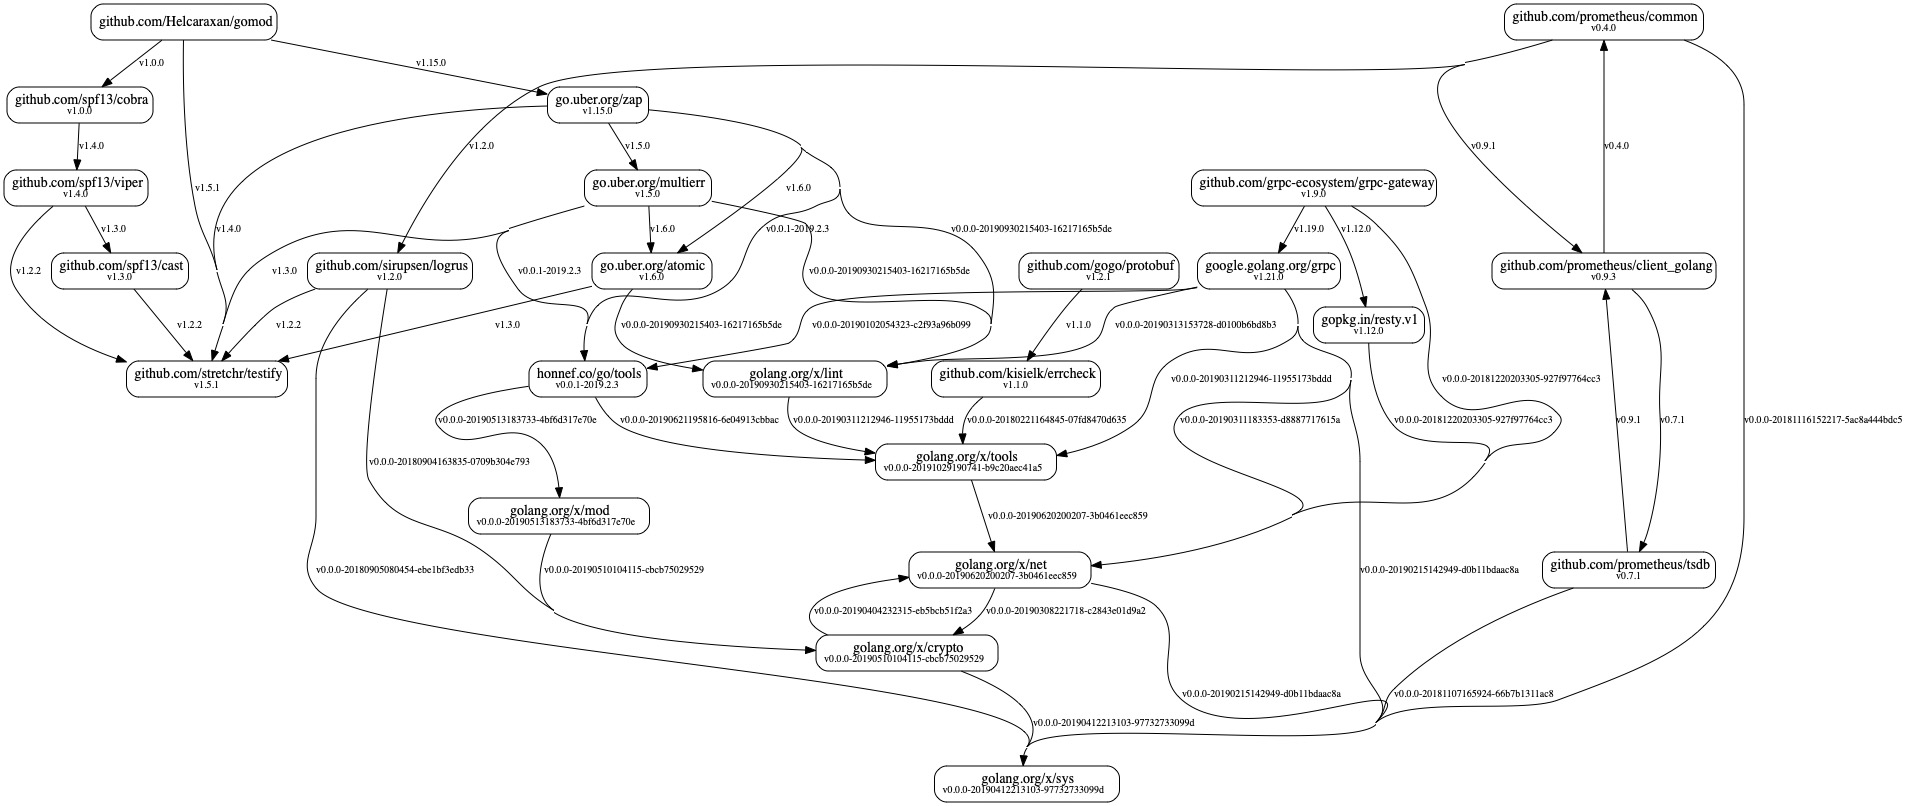 github.com/Helcaraxan/gomod
github.com/prometheus/common
v0.4.0
v1.0.0
v1.15.0
github.com/spf13/cobra
v1.0.0
go.uber.org/zap
v1.15.0
v1.4.0
v1.2.0
v1.5.0
v0.9.1
v0.4.0
github.com/spf13/viper
v1.4.0
v1.5.1
go.uber.org/multierr
v1.5.0
v1.6.0
github.com/grpc-ecosystem/grpc-gateway
v1.9.0
v1.3.0
v1.4.0
v1.6.0
v0.0.1-2019.2.3
v0.0.0-20190930215403-16217165b5de
v1.19.0
v1.12.0
github.com/spf13/cast
v1.3.0
v1.2.2
v1.3.0
github.com/sirupsen/logrus
v1.2.0
v0.0.1-2019.2.3
go.uber.org/atomic
v1.6.0
v0.0.0-20190930215403-16217165b5de
github.com/gogo/protobuf
v1.2.1
google.golang.org/grpc
v1.21.0
github.com/prometheus/client_golang
v0.9.3
v1.2.2
v1.2.2
v1.3.0
v0.0.0-20190930215403-16217165b5de
v0.0.0-20190102054323-c2f93a96b099
v1.1.0
v0.0.0-20190313153728-d0100b6bd8b3
gopkg.in/resty.v1
v1.12.0
github.com/stretchr/testify
v1.5.1
honnef.co/go/tools
v0.0.1-2019.2.3
golang.org/x/lint
v0.0.0-20190930215403-16217165b5de
github.com/kisielk/errcheck
v1.1.0
v0.0.0-20190311212946-11955173bddd
v0.0.0-20181220203305-927f97764cc3
v0.0.0-20190513183733-4bf6d317e70e
v0.0.0-20190621195816-6e04913cbbac
v0.0.0-20190311212946-11955173bddd
v0.0.0-20180221164845-07fd8470d635
v0.0.0-20190311183353-d8887717615a
v0.0.0-20181220203305-927f97764cc3
v0.9.1
v0.7.1
v0.0.0-20181116152217-5ac8a444bdc5
v0.0.0-20180904163835-0709b304e793
golang.org/x/tools
v0.0.0-20191029190741-b9c20aec41a5
golang.org/x/mod
v0.0.0-20190513183733-4bf6d317e70e
v0.0.0-20190620200207-3b0461eec859
v0.0.0-20180905080454-ebe1bf3edb33
v0.0.0-20190510104115-cbcb75029529
golang.org/x/net
v0.0.0-20190620200207-3b0461eec859
v0.0.0-20190215142949-d0b11bdaac8a
github.com/prometheus/tsdb
v0.7.1
v0.0.0-20190404232315-eb5bcb51f2a3
v0.0.0-20190308221718-c2843e01d9a2
golang.org/x/crypto
v0.0.0-20190510104115-cbcb75029529
v0.0.0-20190215142949-d0b11bdaac8a
v0.0.0-20181107165924-66b7b1311ac8
v0.0.0-20190412213103-97732733099d
golang.org/x/sys
v0.0.0-20190412213103-97732733099d